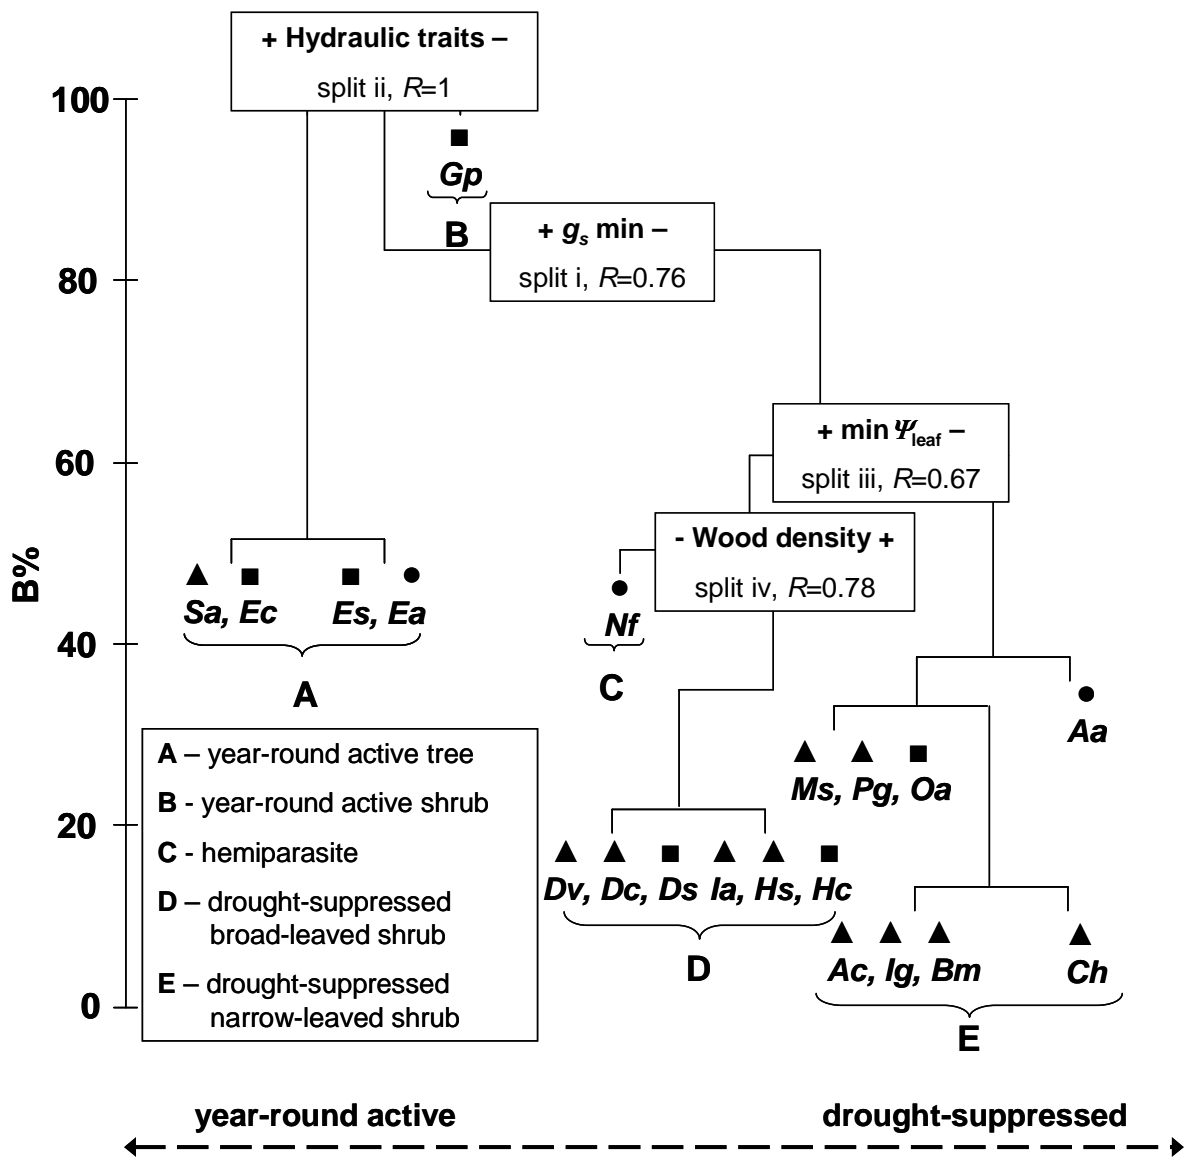 + Hydraulic traits –
split ii, R=1
100
Gp
B
+ gs min –
split i, R=0.76
80
+ min Ψleaf –
split iii, R=0.67
60
- Wood density +
split iv, R=0.78
B%
Sa, Ec
Es, Ea
Nf
40
C
A
Aa
A – year-round active tree
B - year-round active shrub
C - hemiparasite
D – drought-suppressed
broad-leaved shrub
E – drought-suppressed
narrow-leaved shrub
Ms, Pg, Oa
20
Dv, Dc, Ds Ia, Hs, Hc
D
Ac, Ig, Bm
Ch
0
E
year-round active
drought-suppressed